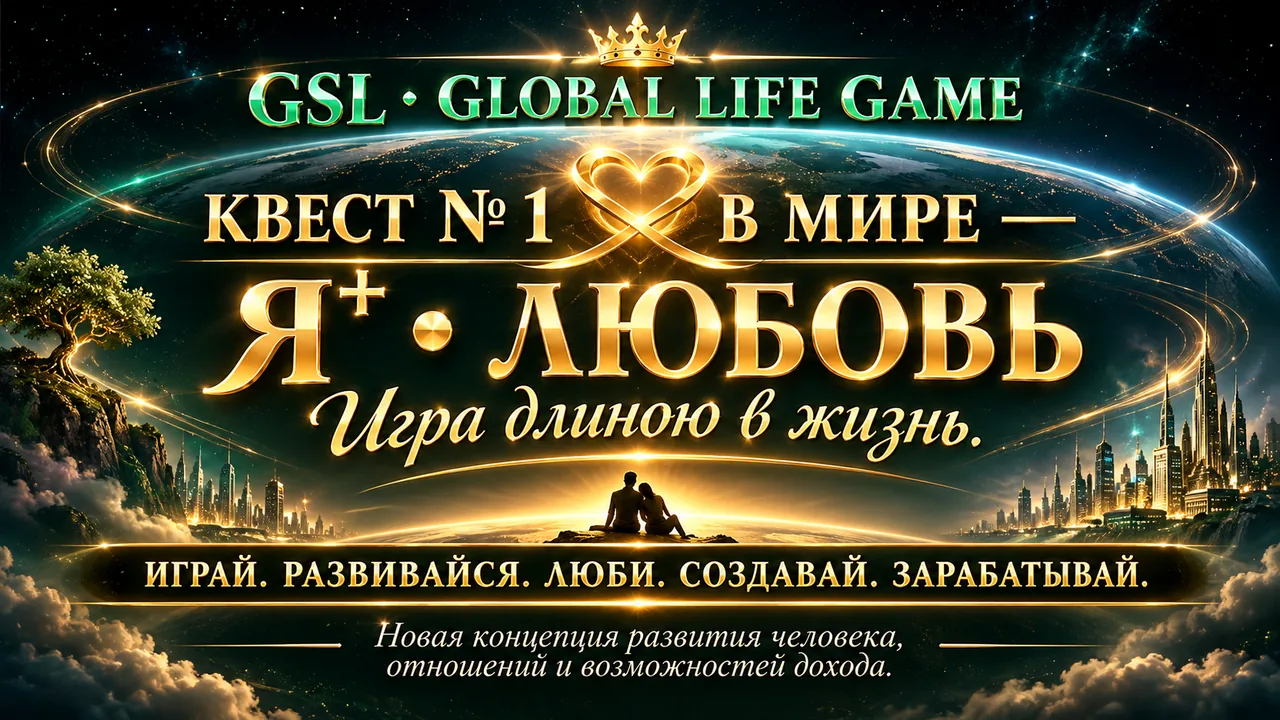 GSL · GLOBAL LIFE GAME
КВЕСТ № 1 В МИРЕ —
Я⁺ · ЛЮБОВЬ
Игра длиною в жизнь.
ИГРАЙ. РАЗВИВАЙСЯ. ЛЮБИ. СОЗДАВАЙ. ЗАРАБАТЫВАЙ.
Новая концепция развития человека,
отношений и возможностей дохода.